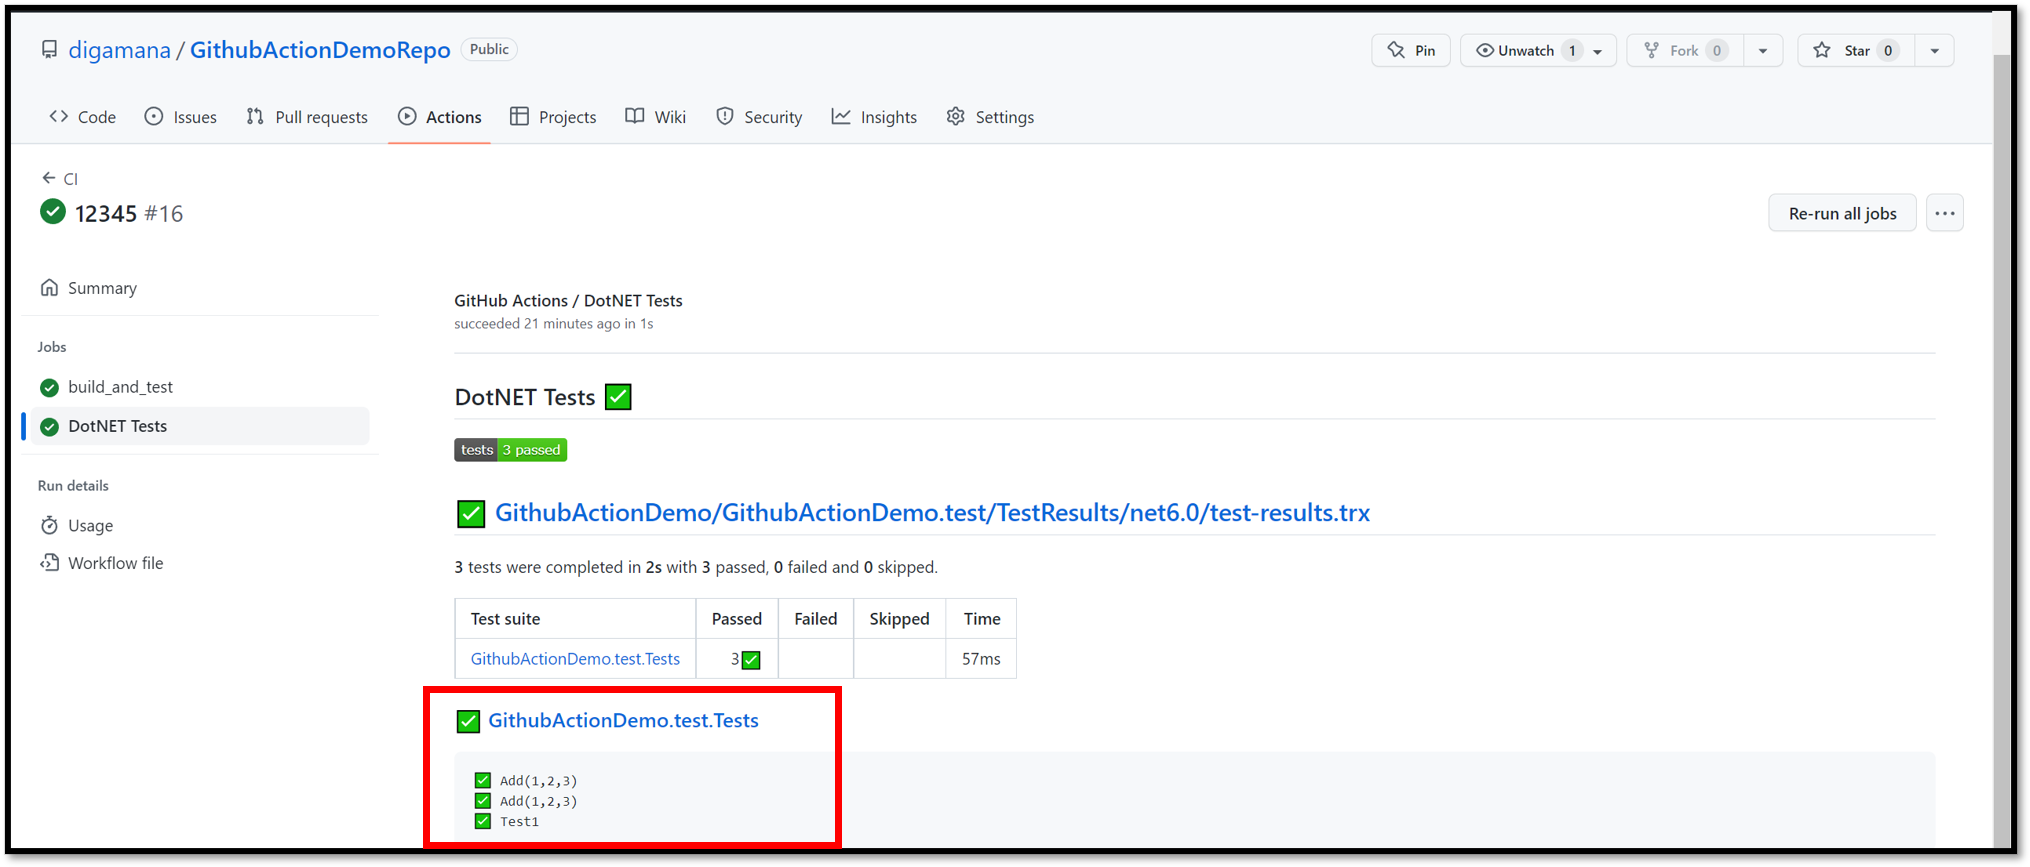 digamana / GithubActionDemoRepo Public
Pin
Unwatch 1
Fork 0
Star 0
Code
Issues
Pull requests
Actions
Projects
Wiki
Security
Insights
Settings
CI
12345 #16
Re-run all jobs
Summary
Jobs
build_and_test
DotNET Tests
Run details
Usage
Workflow file
GitHub Actions / DotNET Tests
succeeded 21 minutes ago in 1s
DotNET Tests
tests 3 passed
GithubActionDemo/GithubActionDemo.test/TestResults/net6.0/test-results.trx
3 tests were completed in 2s with 3 passed, 0 failed and 0 skipped.
Test suite Passed Failed Skipped Time
GithubActionDemo.test.Tests 3 57ms
GithubActionDemo.test.Tests
Add(1,2,3)
Add(1,2,3)
Test1